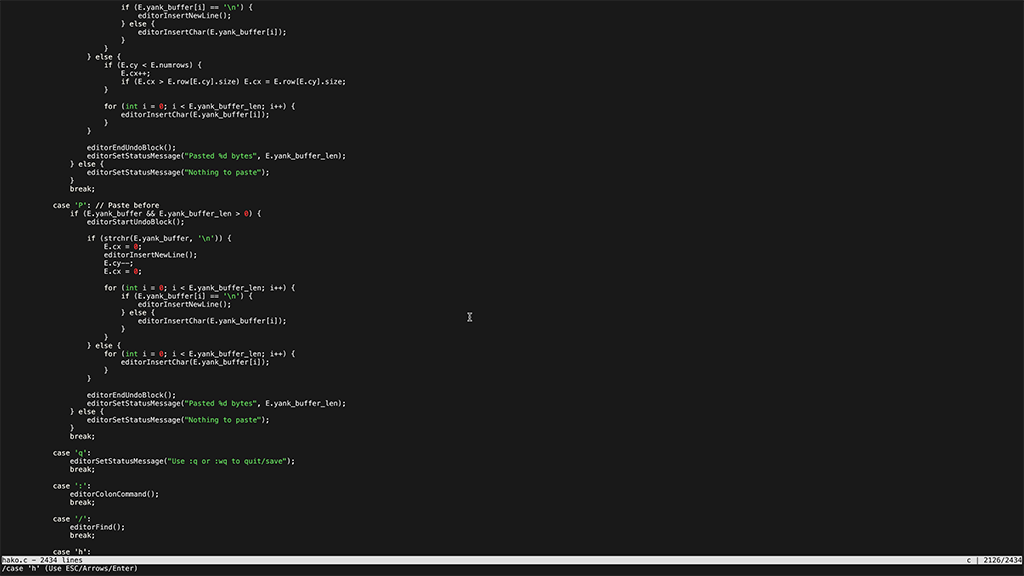 if (E.yank_buffer[i] == '\n') {
editorInsertNewLine();
} else {
editorInsertChar(E.yank_buffer[i]);
}
}
} else {
if (E.cy < E.numrows) {
E.cx++;
if (E.cx > E.row[E.cy].size) E.cx = E.row[E.cy].size;
}
for (int i = 0; i < E.yank_buffer_len; i++) {
editorInsertChar(E.yank_buffer[i]);
}
}
editorEndUndoBlock();
editorSetStatusMessage("Pasted %d bytes", E.yank_buffer_len);
} else {
editorSetStatusMessage("Nothing to paste");
}
break;
case 'P': // Paste before
if (E.yank_buffer && E.yank_buffer_len > 0) {
editorStartUndoBlock();
if (strchr(E.yank_buffer, '\n')) {
E.cx = 0;
editorInsertNewLine();
E.cy--;
E.cx = 0;
for (int i = 0; i < E.yank_buffer_len; i++) {
if (E.yank_buffer[i] == '\n') {
editorInsertNewLine();
} else {
editorInsertChar(E.yank_buffer[i]);
}
}
} else {
for (int i = 0; i < E.yank_buffer_len; i++) {
editorInsertChar(E.yank_buffer[i]);
}
}
editorEndUndoBlock();
editorSetStatusMessage("Pasted %d bytes", E.yank_buffer_len);
} else {
editorSetStatusMessage("Nothing to paste");
}
break;
case 'q':
editorSetStatusMessage("Use :q or :wq to quit/save");
break;
case ':':
editorColonCommand();
break;
case '/':
editorFind();
break;
case 'h':
hako.c - 2434 lines c | 2126/2434
/case 'h' (Use ESC/Arrows/Enter)